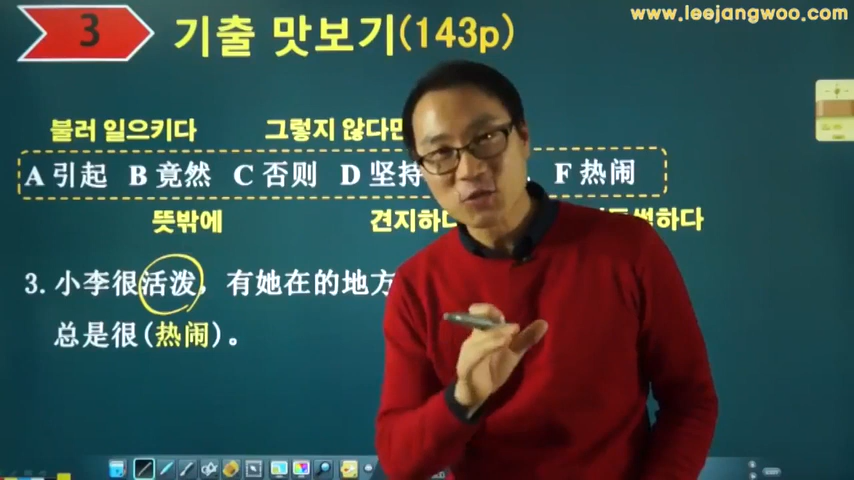 www.leejangwoo.com
3 기출 맛보기(143p)
불러 일으키다 그렇지 않다면
A 引起 B 竟然 C 否则 D 坚持 F 热闹
뜻밖에 견지하다
3. 小李很活泼，有她在的地方
总是很(热闹)。